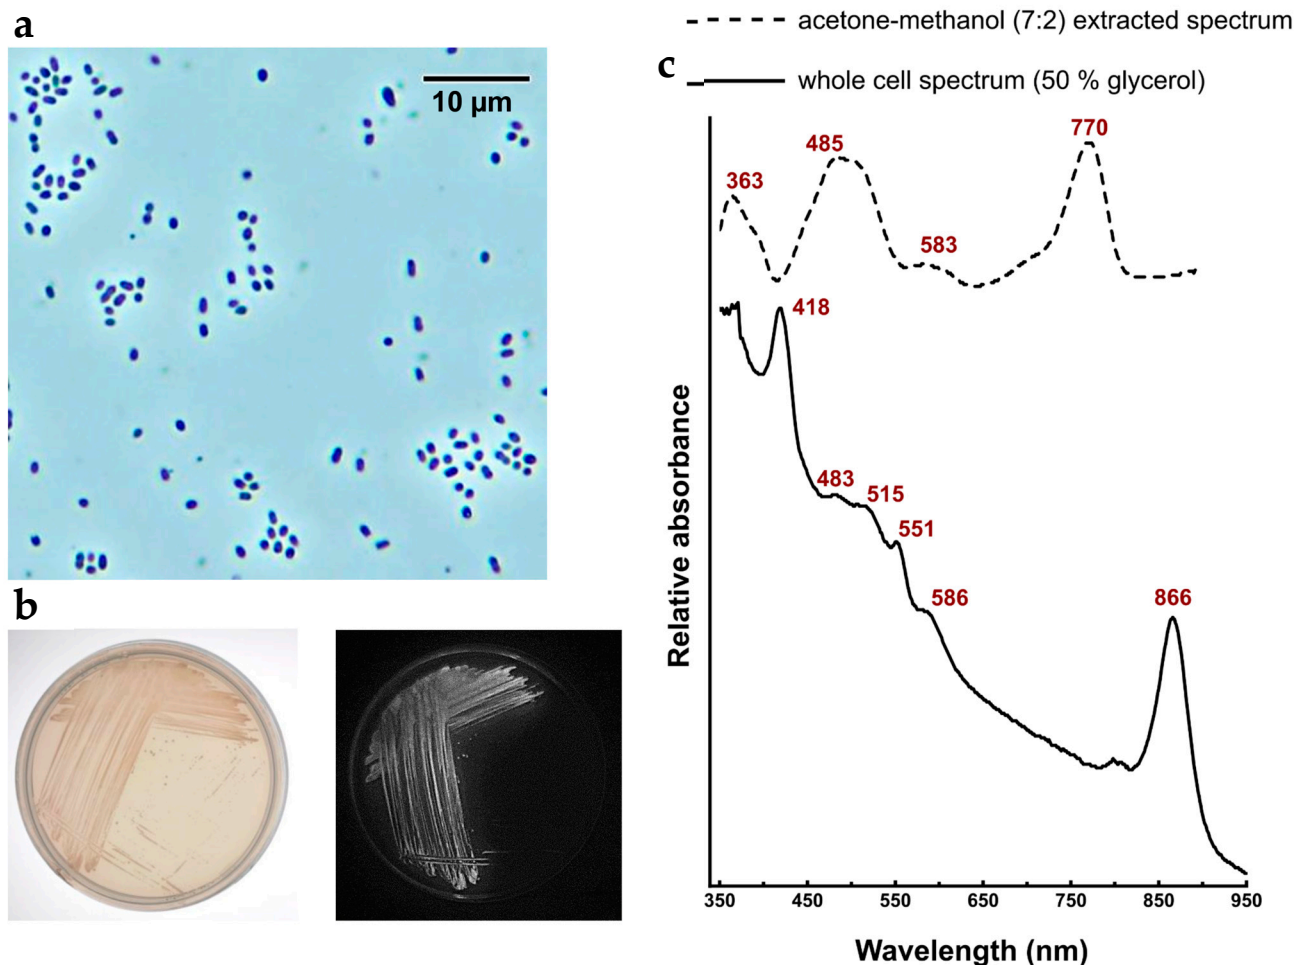 a
10 µm
b
c
acetone-methanol (7:2) extracted spectrum
whole cell spectrum (50 % glycerol)
363
485
583
770
418
483
515
551
586
866
Relative absorbance
350 450 550 650 750 850 950
Wavelength (nm)